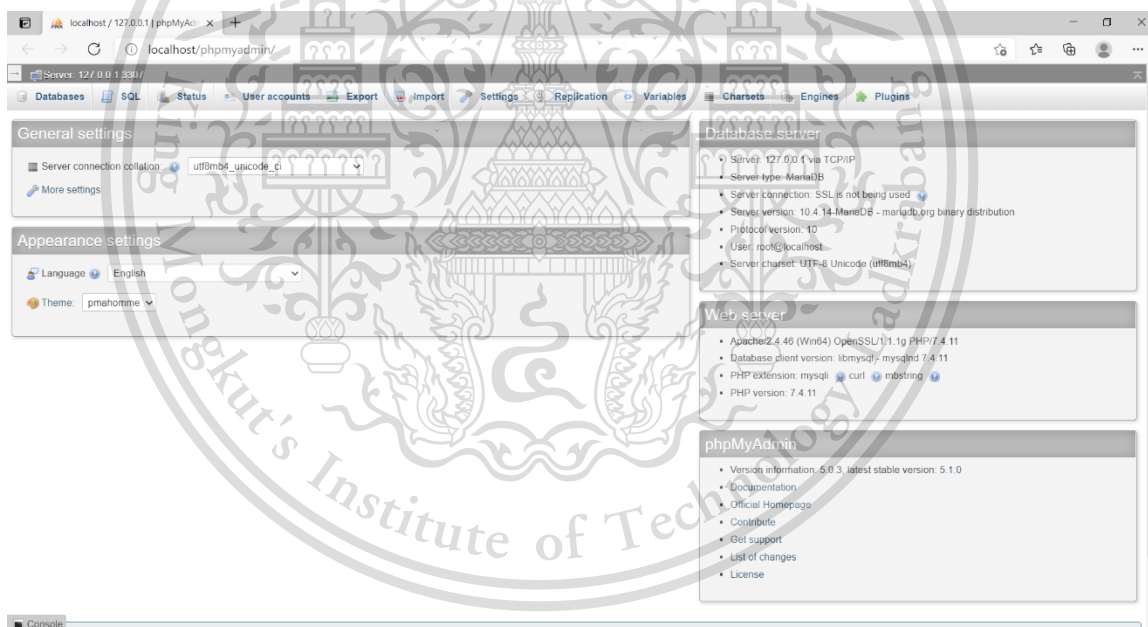 localhost / 127.0.0.1 | phpMyAdm
localhost/phpmyadmin/
Server: 127.0.0.1:3307
Databases SQL Status User accounts Export Import Settings Replication Variables Charsets Engines Plugins
General settings
Server connection collation: utf8mb4_unicode_ci
More settings
Appearance settings
Language English
Theme: pmahomme
Database server
Server: 127.0.0.1 via TCP/IP
Server type: MariaDB
Server connection: SSL is not being used
Server version: 10.4.14-MariaDB - mariadb.org binary distribution
Protocol version: 10
User: root@localhost
Server charset: UTF-8 Unicode (utf8mb4)
Web server
Apache/2.4.46 (Win64) OpenSSL/1.1.1g PHP/7.4.11
Database client version: libmysql - mysqlnd 7.4.11
PHP extension: mysqli curl mbstring
PHP version: 7.4.11
phpMyAdmin
Version information: 5.0.3, latest stable version: 5.1.0
Documentation
Official Homepage
Contribute
Get support
List of changes
License
Console
King Mongkut's Institute of Technology Ladkrabang